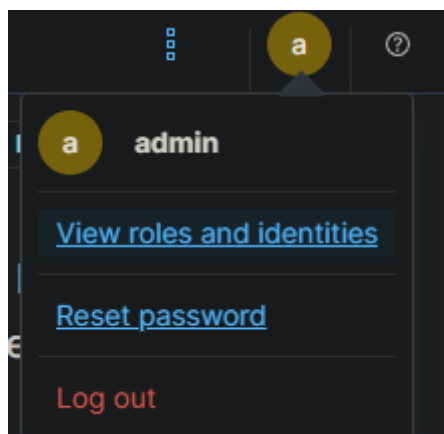 a
a admin
View roles and identities
Reset password
Log out